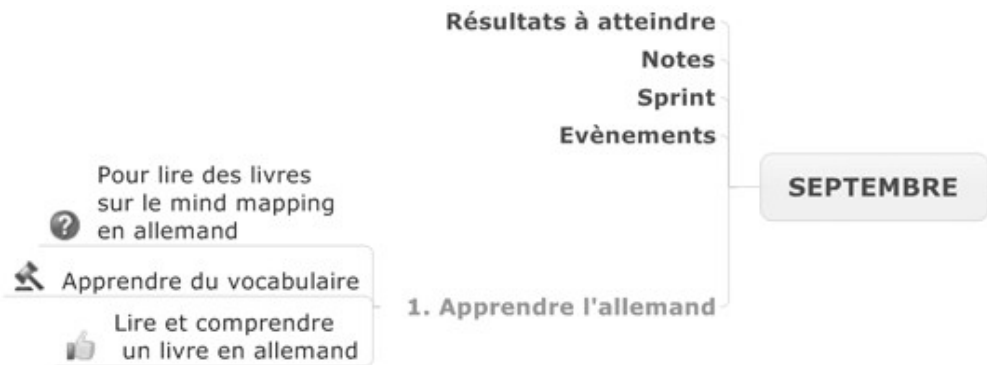 Résultats à atteindre
Notes
Sprint
Evènements
SEPTEMBRE
Pour lire des livres
sur le mind mapping
en allemand
Apprendre du vocabulaire
1. Apprendre l'allemand
Lire et comprendre
un livre en allemand